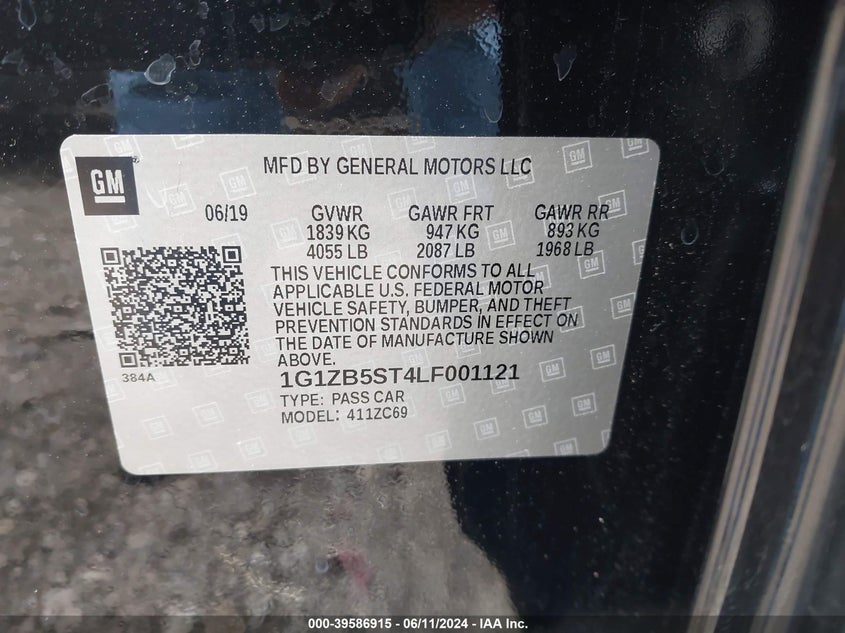 GM
MFD BY GENERAL MOTORS LLC
06/19 GVWR GAWR FRT GAWR RR
1839 KG 947 KG 893 KG
4055 LB 2087 LB 1968 LB
THIS VEHICLE CONFORMS TO ALL
APPLICABLE U.S. FEDERAL MOTOR
VEHICLE SAFETY, BUMPER, AND THEFT
PREVENTION STANDARDS IN EFFECT ON
THE DATE OF MANUFACTURE SHOWN
ABOVE.
384A
1G1ZB5ST4LF001121
TYPE: PASS CAR
MODEL: 411ZC69
000-39586915 - 06/11/2024 - IAA Inc.